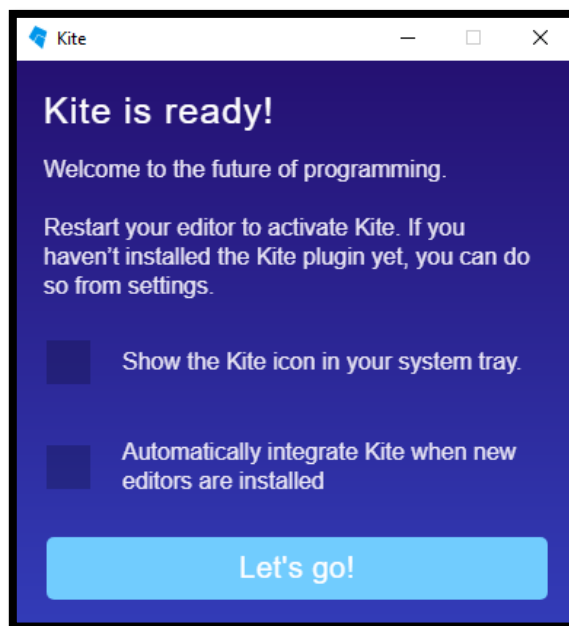 Kite
Kite is ready!
Welcome to the future of programming.
Restart your editor to activate Kite. If you
haven’t installed the Kite plugin yet, you can do
so from settings.
Show the Kite icon in your system tray.
Automatically integrate Kite when new
editors are installed
Let's go!